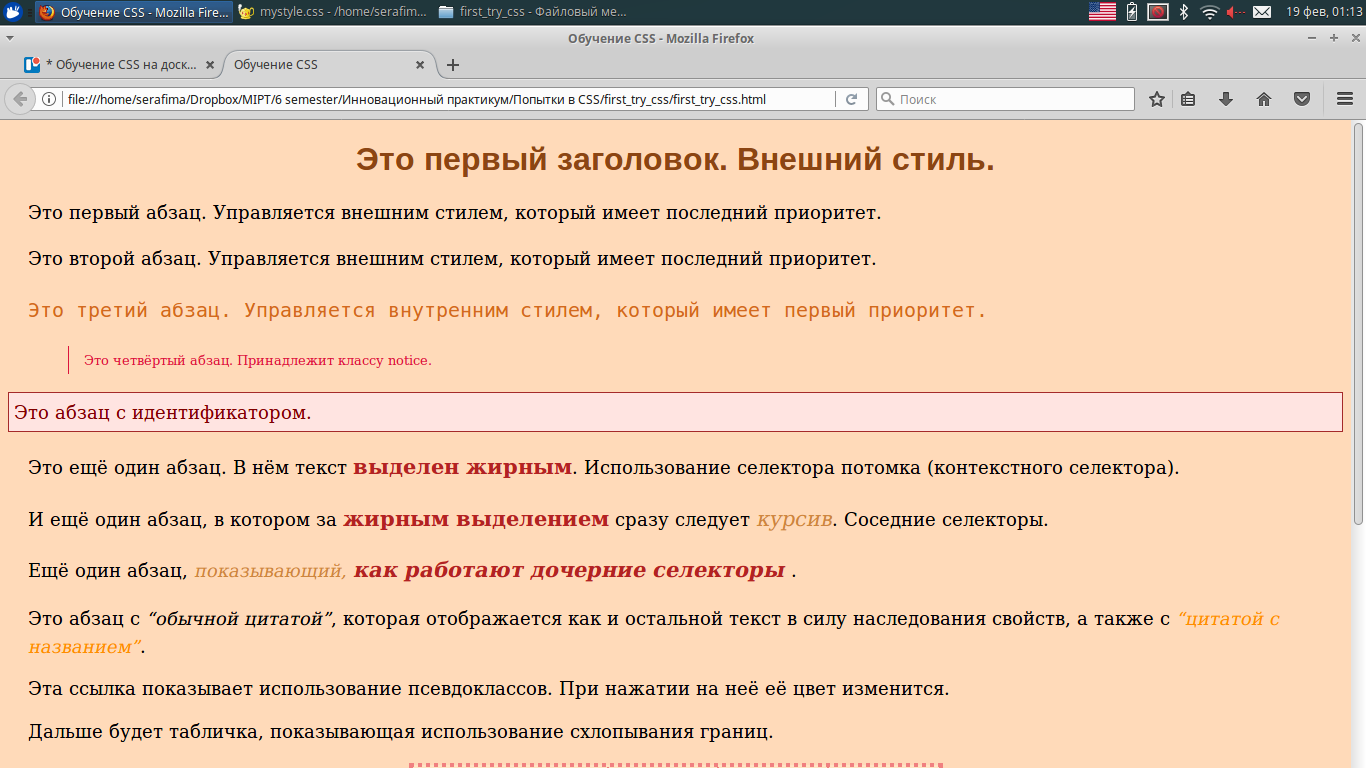 Обучение CSS - Mozilla Fire...
mystyle.css - /home/serafim...
first_try_css - Файловый ме...
19 фев, 01:13
Обучение CSS - Mozilla Firefox
* Обучение CSS на доск...
Обучение CSS
file:///home/serafima/Dropbox/MIPT/6 semester/Инновационный практикум/Попытки в CSS/first_try_css/first_try_css.html
Поиск
Это первый заголовок. Внешний стиль.
Это первый абзац. Управляется внешним стилем, который имеет последний приоритет.
Это второй абзац. Управляется внешним стилем, который имеет последний приоритет.
Это третий абзац. Управляется внутренним стилем, который имеет первый приоритет.
Это четвёртый абзац. Принадлежит классу notice.
Это абзац с идентификатором.
Это ещё один абзац. В нём текст выделен жирным. Использование селектора потомка (контекстного селектора).
И ещё один абзац, в котором за жирным выделением сразу следует курсив. Соседние селекторы.
Ещё один абзац, показывающий, как работают дочерние селекторы .
Это абзац с “обычной цитатой”, которая отображается как и остальной текст в силу наследования свойств, а также с “цитатой с
названием”.
Эта ссылка показывает использование псевдоклассов. При нажатии на неё её цвет изменится.
Дальше будет табличка, показывающая использование схлопывания границ.